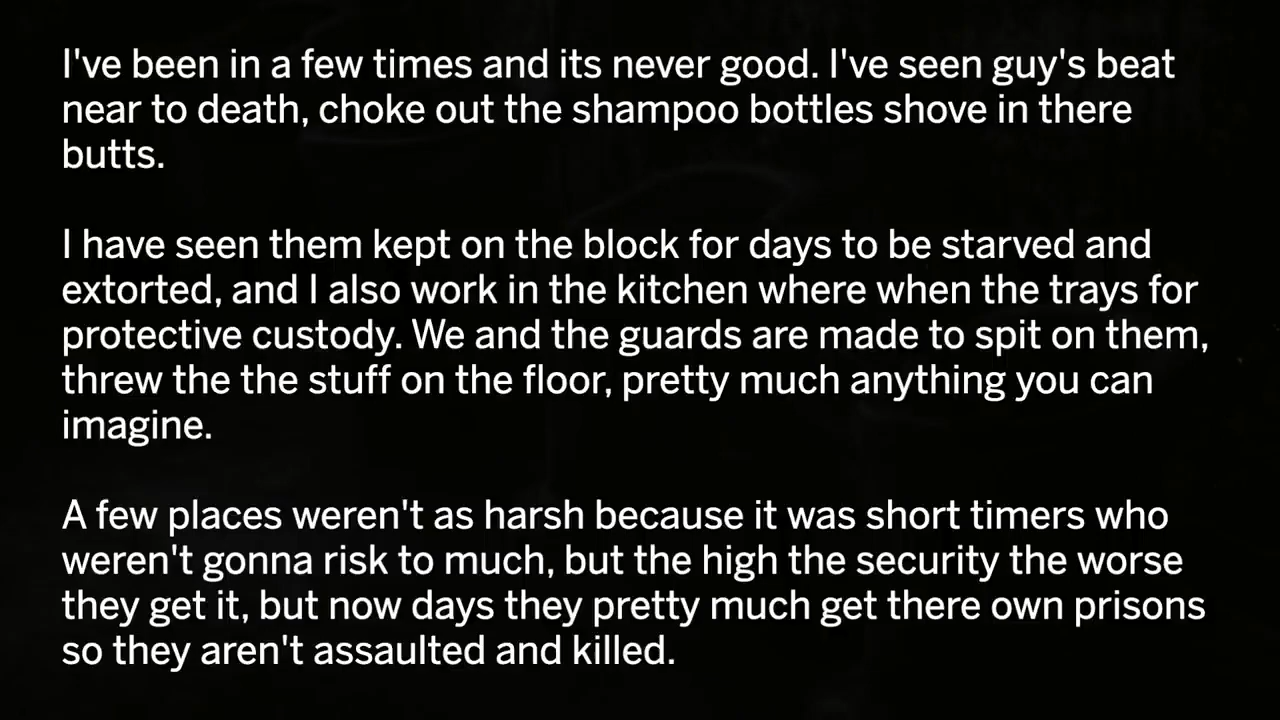 I've been in a few times and its never good. I've seen guy's beat
near to death, choke out the shampoo bottles shove in there
butts.
I have seen them kept on the block for days to be starved and
extorted, and I also work in the kitchen where when the trays for
protective custody. We and the guards are made to spit on them,
threw the the stuff on the floor, pretty much anything you can
imagine.
A few places weren't as harsh because it was short timers who
weren't gonna risk to much, but the high the security the worse
they get it, but now days they pretty much get there own prisons
so they aren't assaulted and killed.